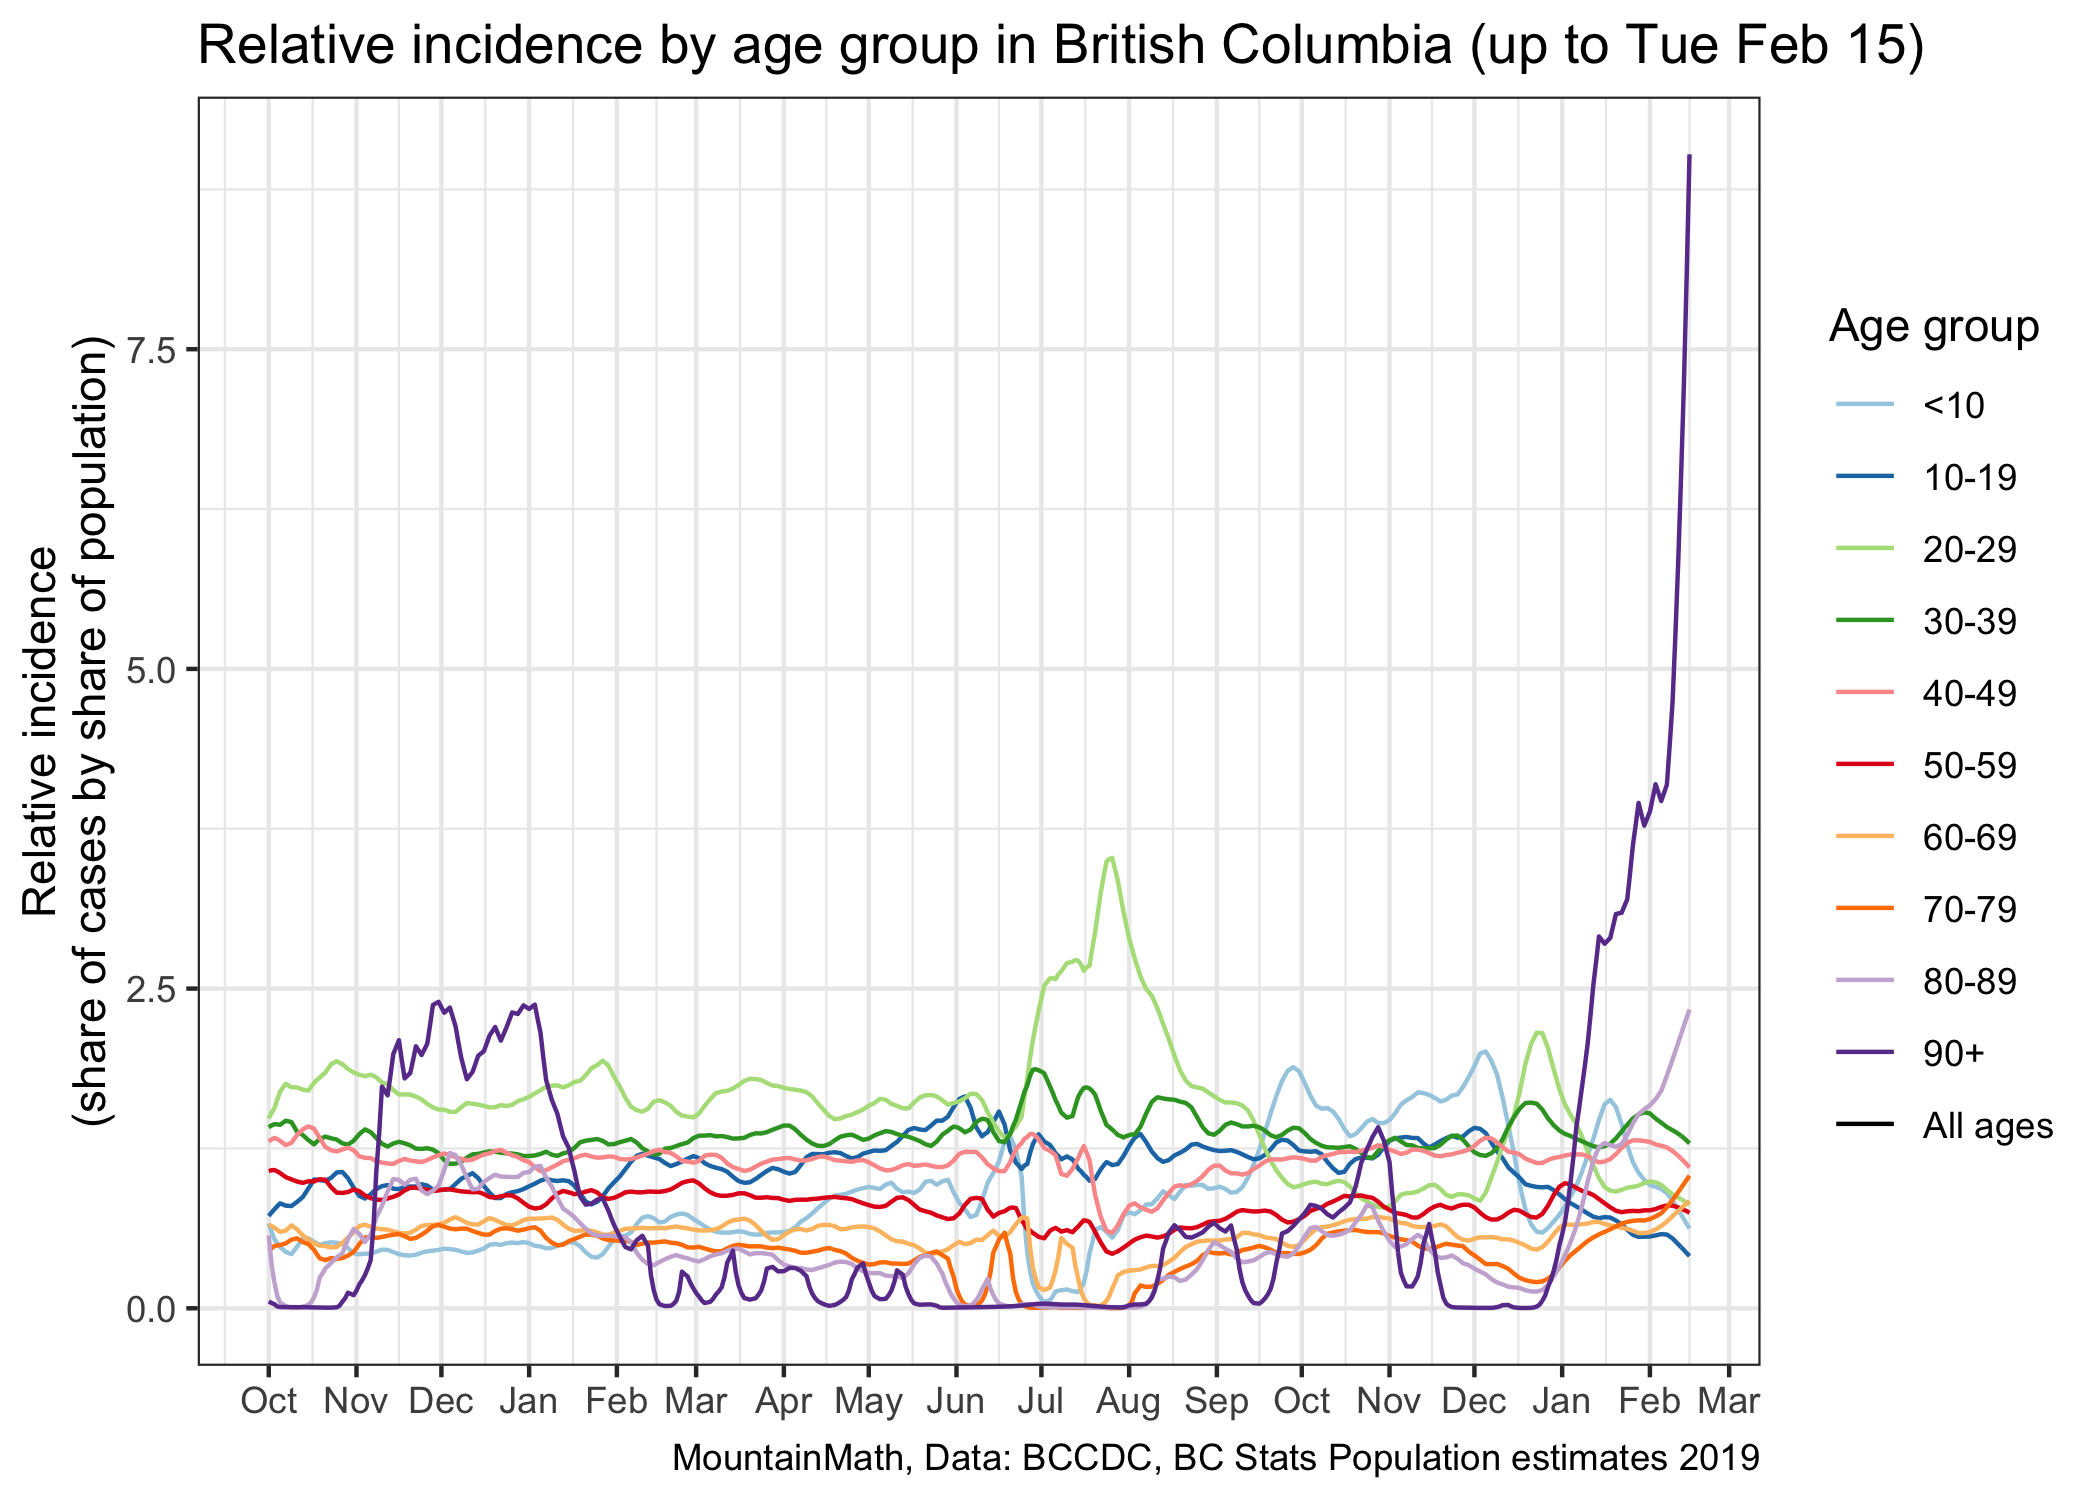 Relative incidence by age group in British Columbia (up to Tue Feb 15)
Relative incidence
(share of cases by share of population)
7.5
5.0
2.5
0.0
Oct Nov Dec Jan Feb Mar Apr May Jun Jul Aug Sep Oct Nov Dec Jan Feb Mar
Age group
<10
10-19
20-29
30-39
40-49
50-59
60-69
70-79
80-89
90+
All ages
MountainMath, Data: BCCDC, BC Stats Population estimates 2019